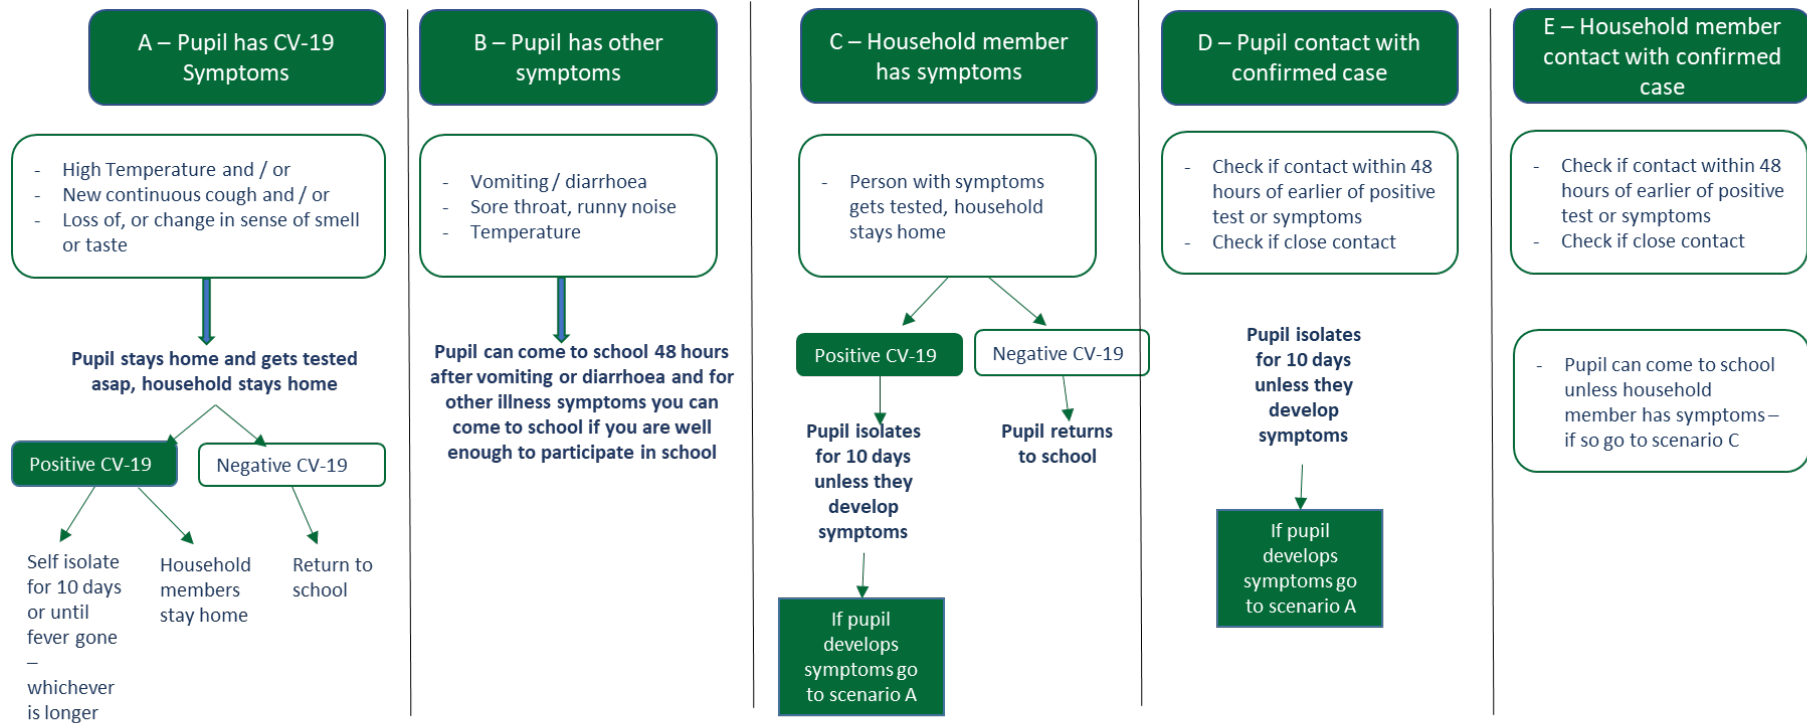 A – Pupil has CV-19
Symptoms
- High Temperature and / or
- New continuous cough and / or
- Loss of, or change in sense of smell
or taste
Pupil stays home and gets tested
asap, household stays home
Positive CV-19
Negative CV-19
Self isolate
for 10 days
or until
fever gone
–
whichever
is longer
Household
members
stay home
Return to
school
B – Pupil has other
symptoms
- Vomiting / diarrhoea
- Sore throat, runny noise
- Temperature
Pupil can come to school 48 hours
after vomiting or diarrhoea and for
other illness symptoms you can
come to school if you are well
enough to participate in school
C – Household member
has symptoms
- Person with symptoms
gets tested, household
stays home
Positive CV-19
Negative CV-19
Pupil isolates
for 10 days
unless they
develop
symptoms
Pupil returns
to school
If pupil
develops
symptoms go
to scenario A
D – Pupil contact with
confirmed case
- Check if contact within 48
hours of earlier of positive
test or symptoms
- Check if close contact
Pupil isolates
for 10 days
unless they
develop
symptoms
If pupil
develops
symptoms go
to scenario A
E – Household member
contact with confirmed
case
- Check if contact within 48
hours of earlier of positive
test or symptoms
- Check if close contact
- Pupil can come to school
unless household
member has symptoms –
if so go to scenario C